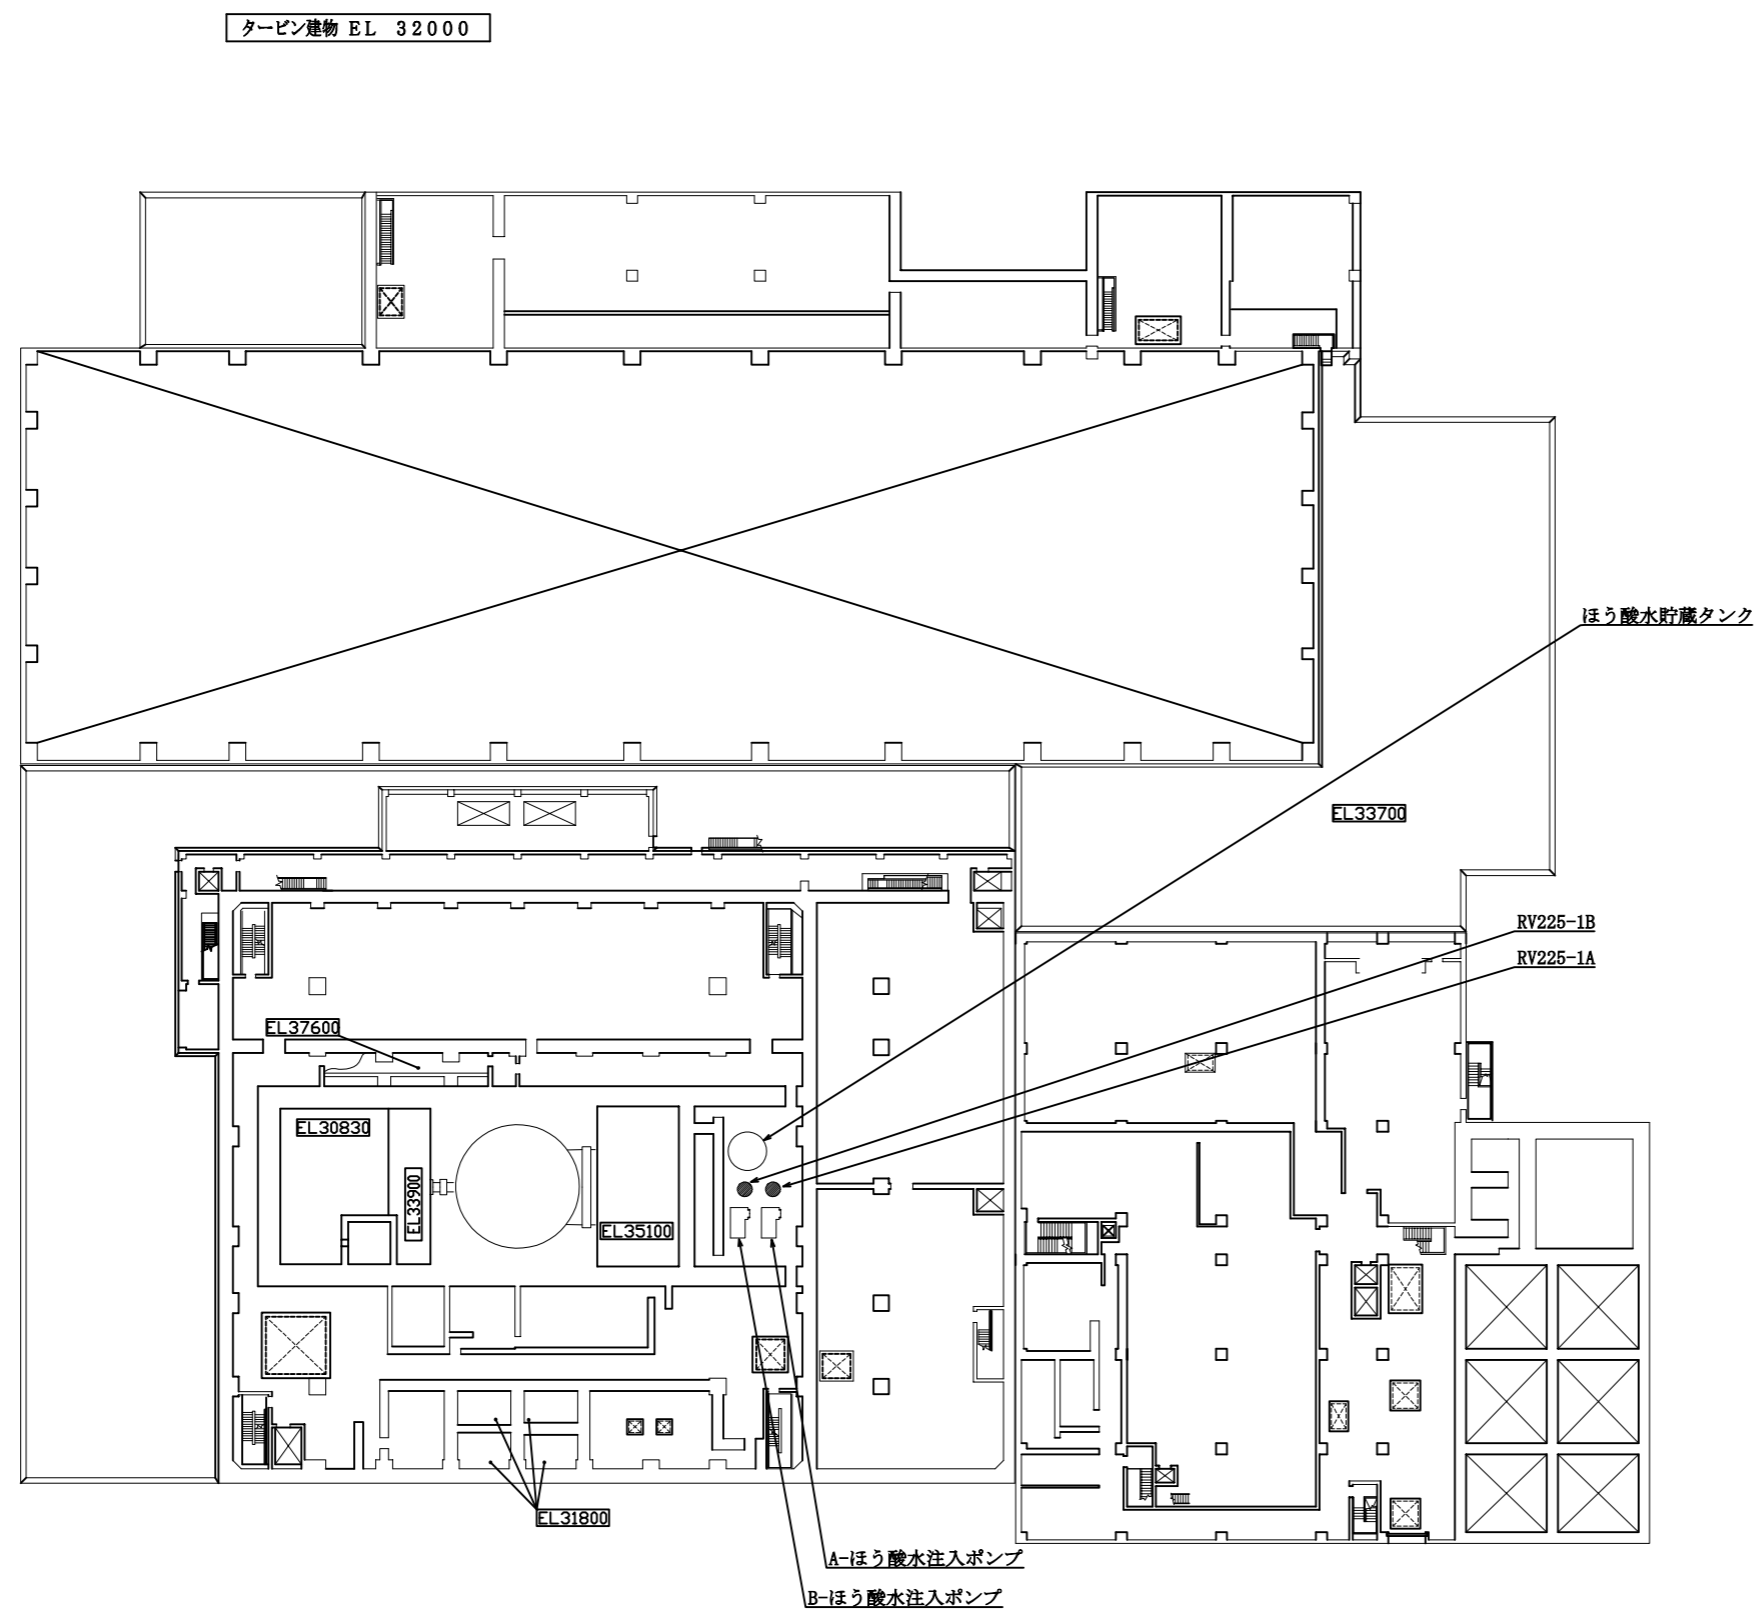 タービン建物 EL 32000
ほう酸水貯蔵タンク
EL33700
RV225-1B
RV225-1A
EL37600
EL30830
EL33900
EL35100
EL31800
A-ほう酸水注入ポンプ
B-ほう酸水注入ポンプ